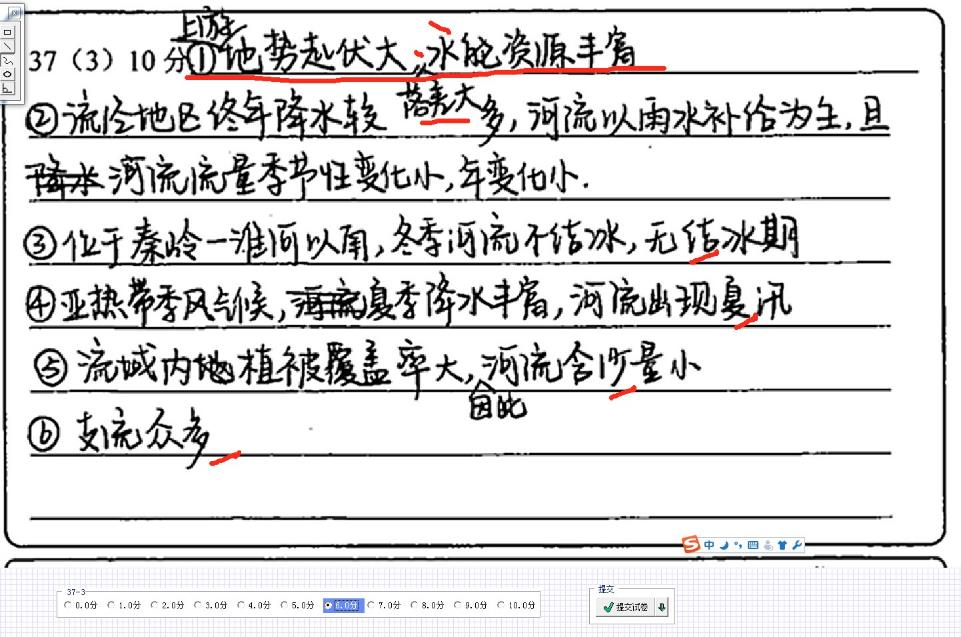 上游
37（3）10分①地势起伏大,水能资源丰富
落差大
②流经地区终年降水较多,河流以雨水补给为主,且
降水河流流量季节性变化小,年变化小.
③位于秦岭一淮河以南,冬季河流不结冰,无结冰期
④亚热带季风气候,河流夏季降水丰富,河流出现夏汛
⑤流域内地植被覆盖率大,河流含沙量小
因此
⑥支流众多
中
37-3
0.0分 1.0分 2.0分 3.0分 4.0分 5.0分 6.0分 7.0分 8.0分 9.0分 10.0分
提交
提交试卷